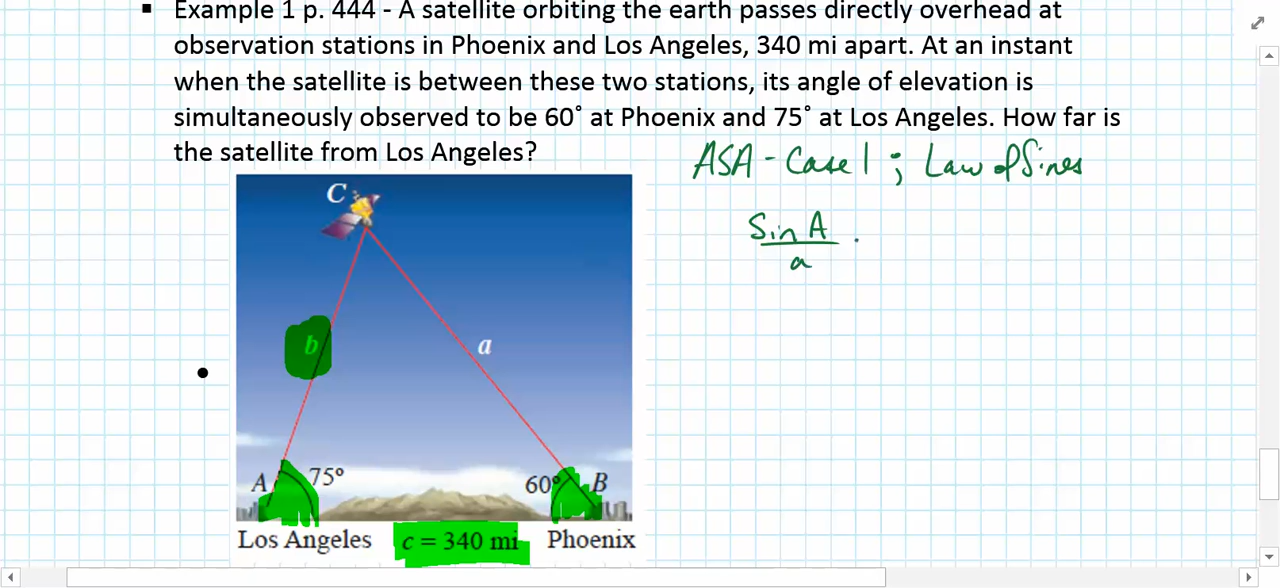 ▪ Example 1 p. 444 - A satellite orbiting the earth passes directly overhead at
observation stations in Phoenix and Los Angeles, 340 mi apart. At an instant
when the satellite is between these two stations, its angle of elevation is
simultaneously observed to be 60° at Phoenix and 75° at Los Angeles. How far is
the satellite from Los Angeles?
ASA - Case 1 ; Law of Sines
Sin A
a
C
b
a
A 75°
60° B
Los Angeles c = 340 mi Phoenix